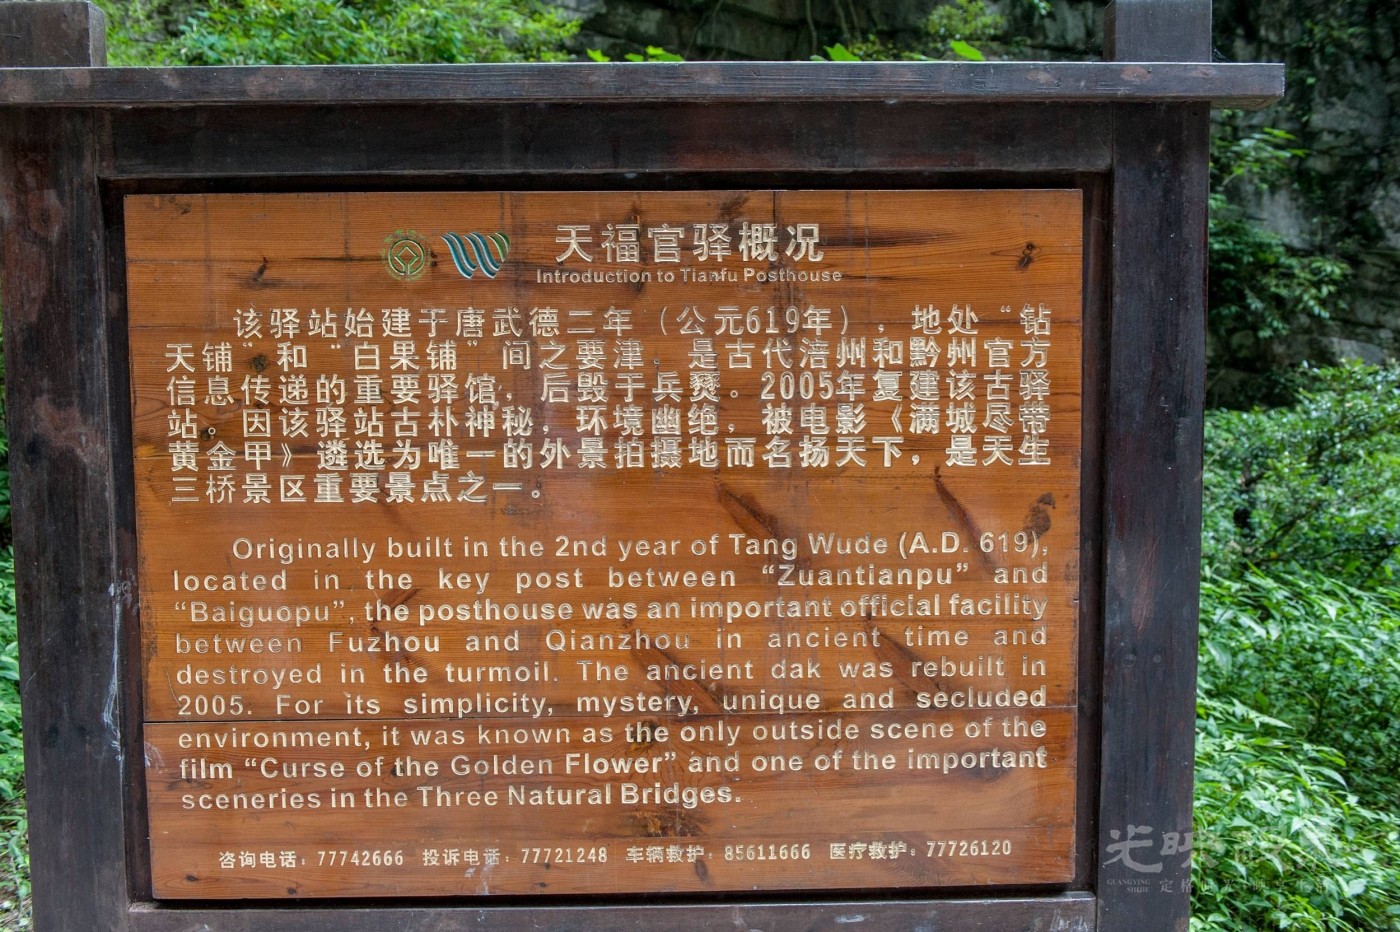 天福官驿概况
Introduction to Tianfu Posthouse
该驿站始建于唐武德二年（公元619年），地处“钻
天铺”和“白果铺”间之要津，是古代涪州和黔州官方
信息传递的重要驿馆，后毁于兵燹。2005年复建该古驿
站。因该驿站古朴神秘，环境幽绝，被电影《满城尽带
黄金甲》遴选为唯一的外景拍摄地而名扬天下，是天生
三桥景区重要景点之一。
Originally built in the 2nd year of Tang Wude (A.D. 619),
located in the key post between “Zuantianpu” and
“Baiguopu”, the posthouse was an important official facility
between Fuzhou and Qianzhou in ancient time and
destroyed in the turmoil. The ancient dak was rebuilt in
2005. For its simplicity, mystery, unique and secluded
environment, it was known as the only outside scene of the
film “Curse of the Golden Flower” and one of the important
sceneries in the Three Natural Bridges.
咨询电话：77742666 投诉电话：77721248 车辆救护：85611666 医疗救护：77726120
光映
GUANGYING